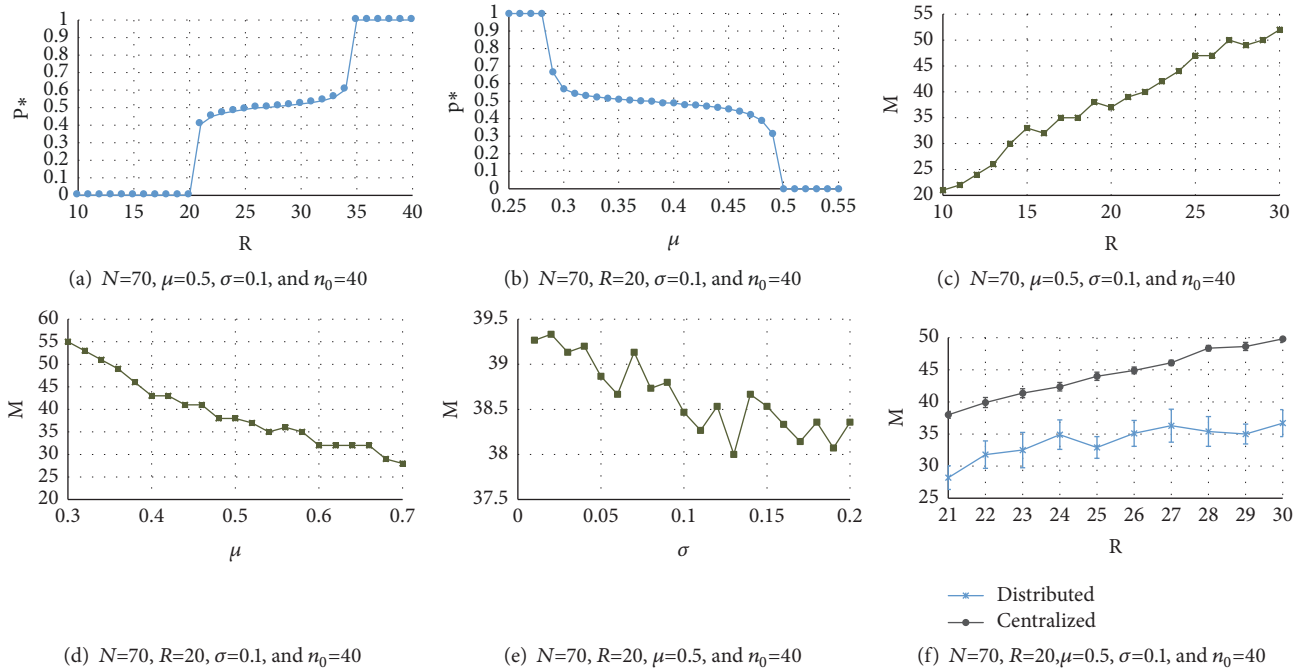 P*
1
0.9
0.8
0.7
0.6
0.5
0.4
0.3
0.2
0.1
0
10 15 20 25 30 35 40
R
(a) N=70, μ=0.5, σ=0.1, and n₀=40
P*
1
0.9
0.8
0.7
0.6
0.5
0.4
0.3
0.2
0.1
0
0.25 0.3 0.35 0.4 0.45 0.5 0.55
μ
(b) N=70, R=20, σ=0.1, and n₀=40
M
55
50
45
40
35
30
25
20
10 15 20 25 30
R
(c) N=70, μ=0.5, σ=0.1, and n₀=40
M
60
55
50
45
40
35
30
25
20
0.3 0.4 0.5 0.6 0.7
μ
(d) N=70, R=20, σ=0.1, and n₀=40
M
39.5
39
38.5
38
37.5
0 0.05 0.1 0.15 0.2
σ
(e) N=70, R=20, μ=0.5, and n₀=40
M
50
45
40
35
30
25
21 22 23 24 25 26 27 28 29 30
R
Distributed
Centralized
(f) N=70, R=20,μ=0.5, σ=0.1, and n₀=40